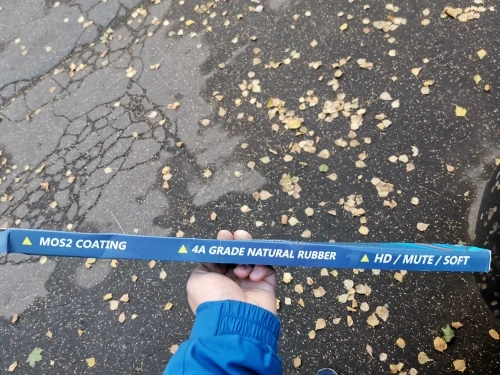 MOS2 COATING 4A GRADE NATURAL RUBBER HD / MUTE / SOFT